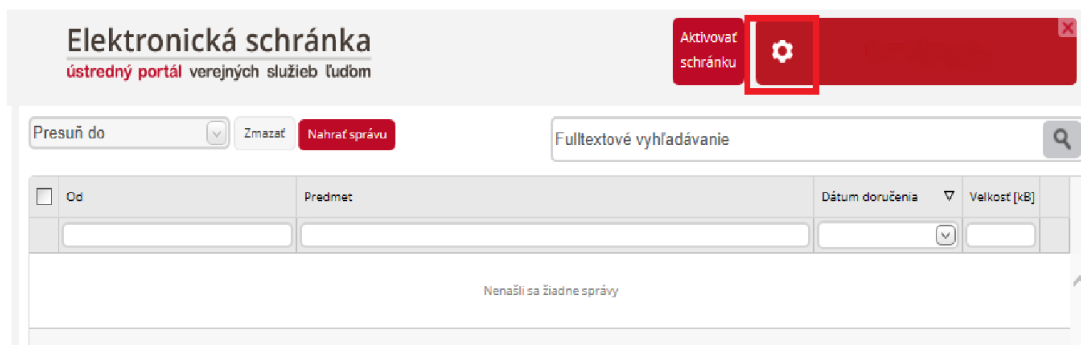 Elektronická schránka
ústredný portál verejných služieb ľuďom
Aktivovať
schránku
Presuň do
Zmazať
Nahrať správu
Fulltextové vyhľadávanie
Od
Predmet
Dátum doručenia
Velkosť [kB]
Nenašli sa žiadne správy